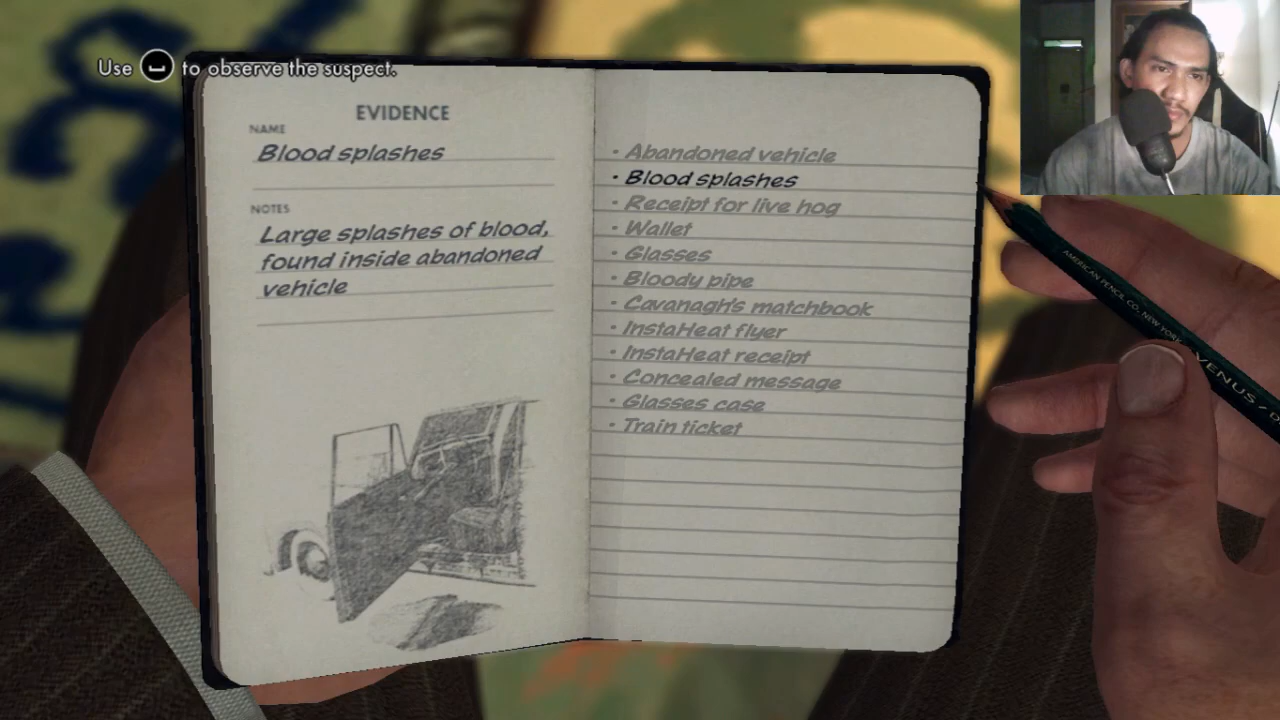 Use to observe the suspect.
EVIDENCE
NAME
Blood splashes
NOTES
Large splashes of blood,
found inside abandoned
vehicle
• Abandoned vehicle
• Blood splashes
• Receipt for live hog
• Wallet
• Glasses
• Bloody pipe
• Cavanagh's matchbook
• InstaHeat flyer
• InstaHeat receipt
• Concealed message
• Glasses case
• Train ticket
AMERICAN PENCIL CO. NEW YORK
VENUS